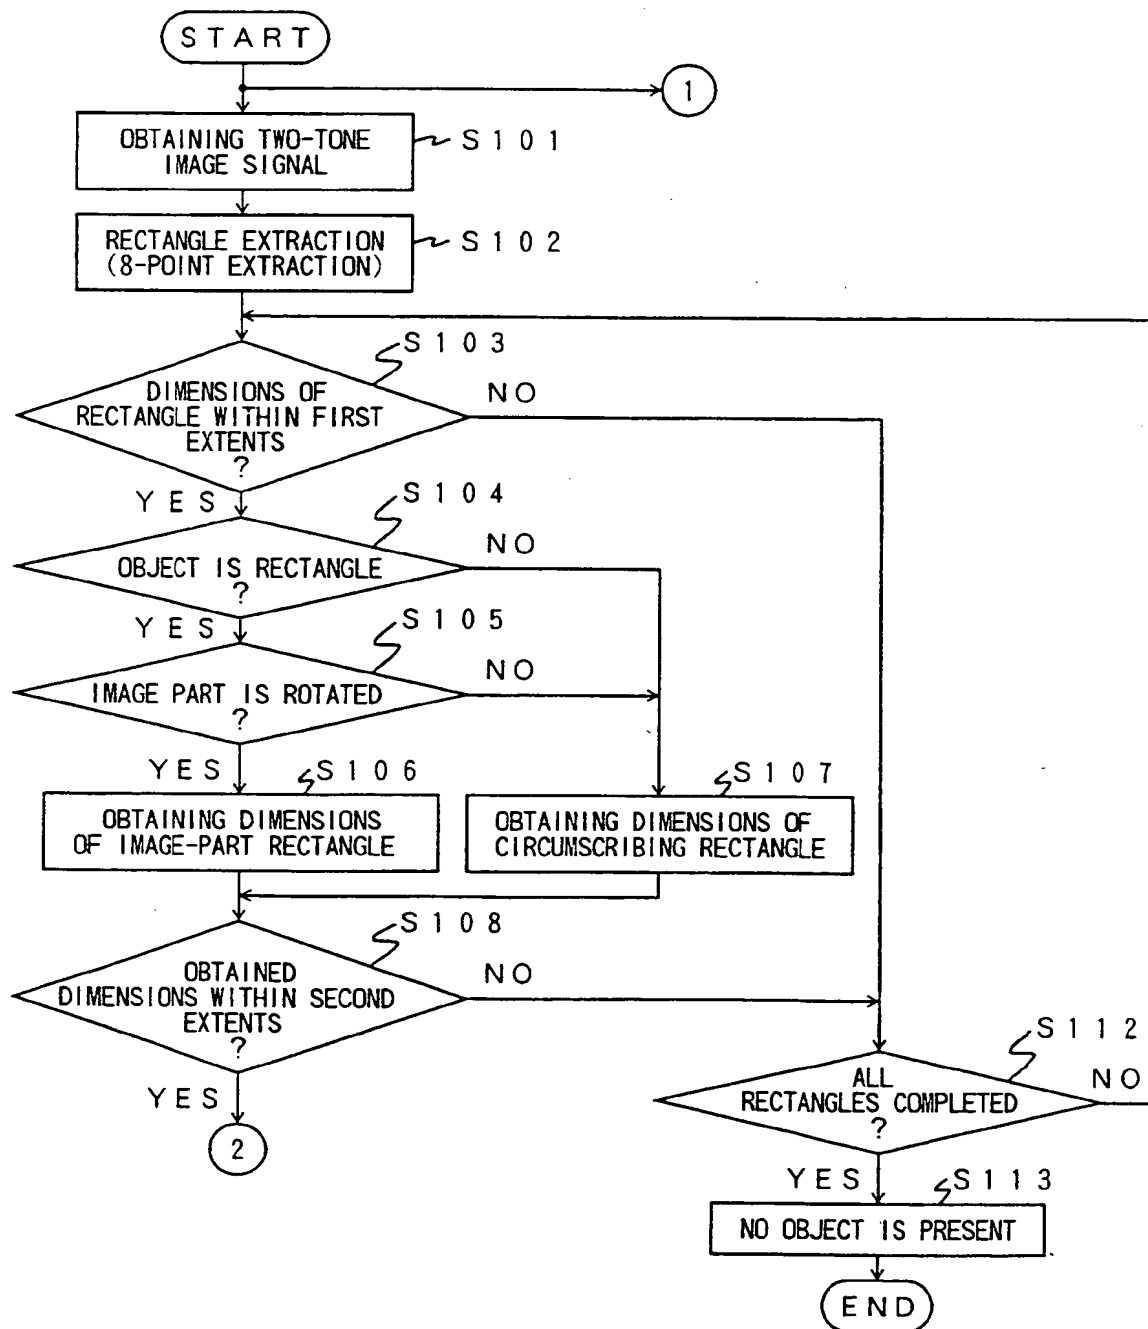 START
1
OBTAINING TWO-TONE
IMAGE SIGNAL
S101
RECTANGLE EXTRACTION
(8-POINT EXTRACTION)
S102
S103
DIMENSIONS OF
RECTANGLE WITHIN FIRST
EXTENTS
?
NO
YES
S104
OBJECT IS RECTANGLE
?
NO
YES
S105
IMAGE PART IS ROTATED
?
NO
YES
S106
OBTAINING DIMENSIONS
OF IMAGE-PART RECTANGLE
S107
OBTAINING DIMENSIONS OF
CIRCUMSCRIBING RECTANGLE
S108
OBTAINED
DIMENSIONS WITHIN SECOND
EXTENTS
?
NO
YES
2
S112
ALL
RECTANGLES COMPLETED
?
NO
YES
S113
NO OBJECT IS PRESENT
END